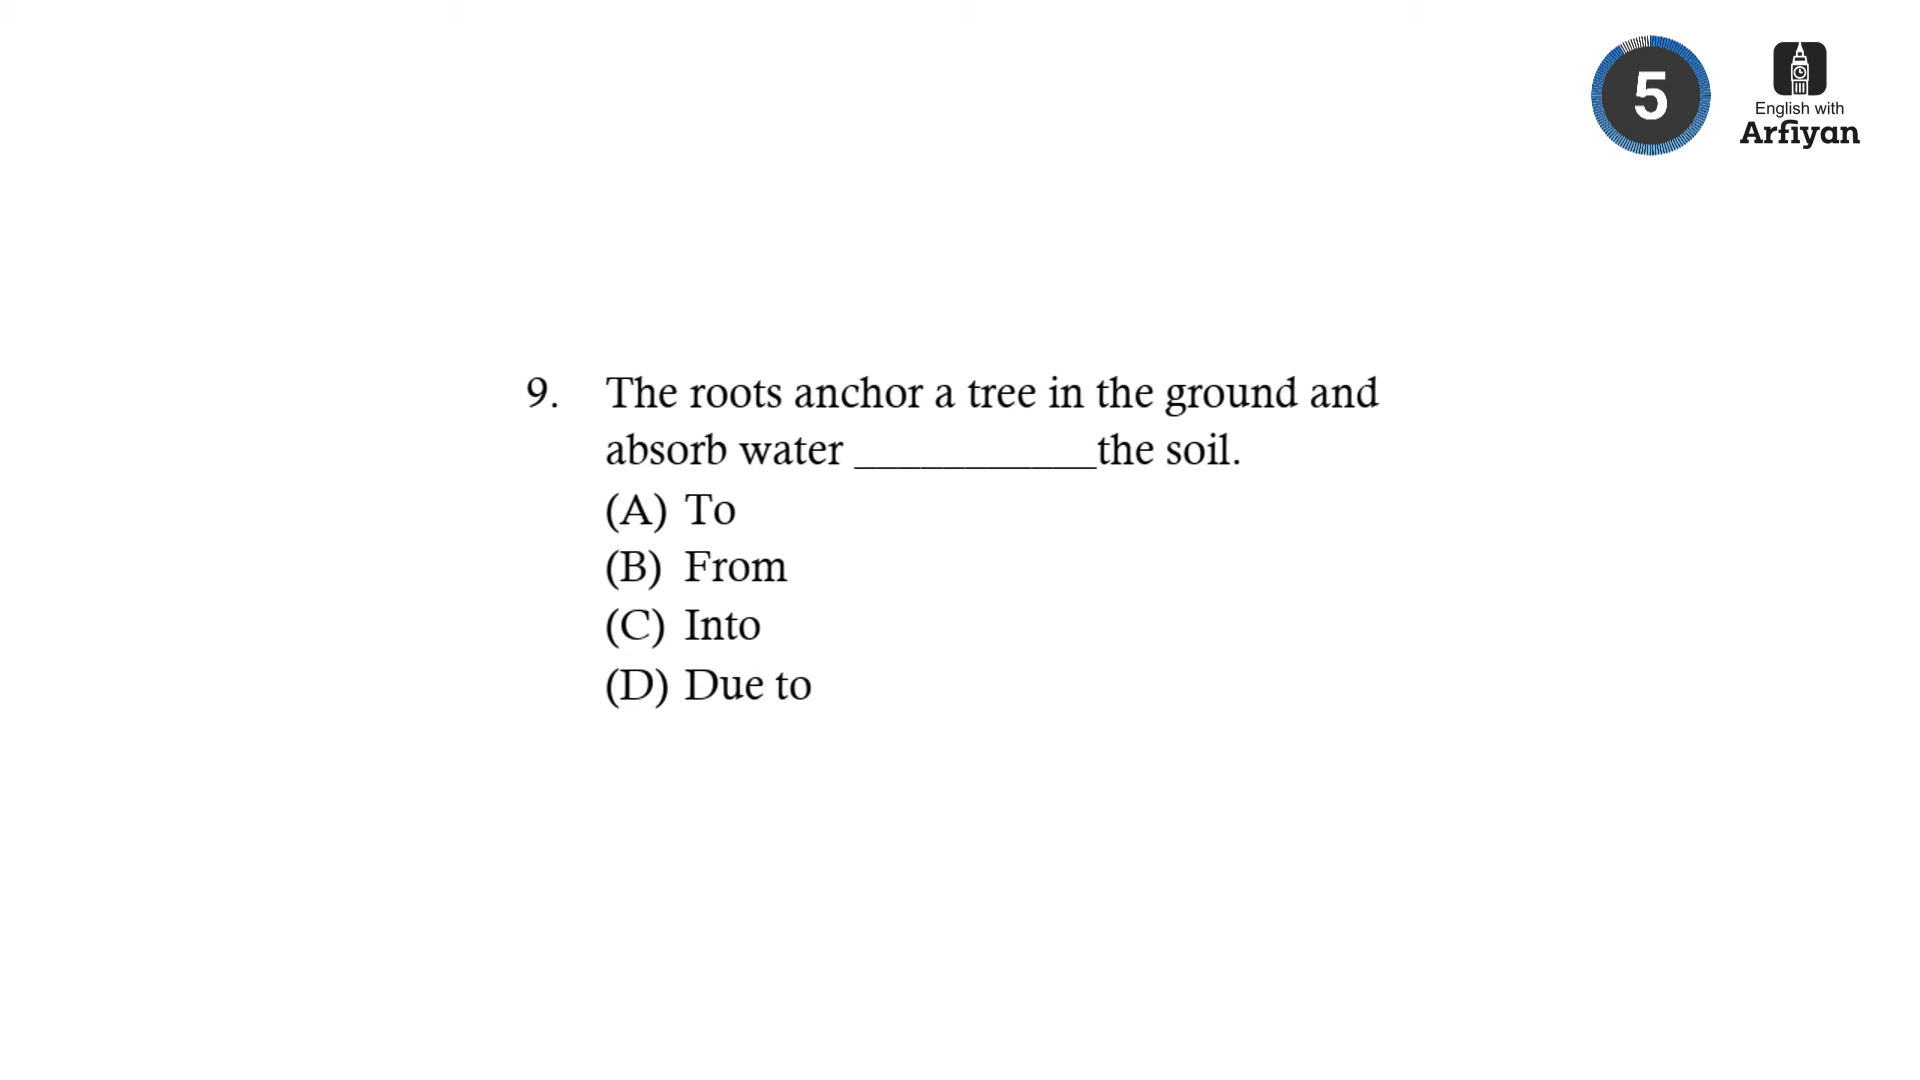 5
English with
Arfiyan
9. The roots anchor a tree in the ground and
absorb water ___________the soil.
(A) To
(B) From
(C) Into
(D) Due to